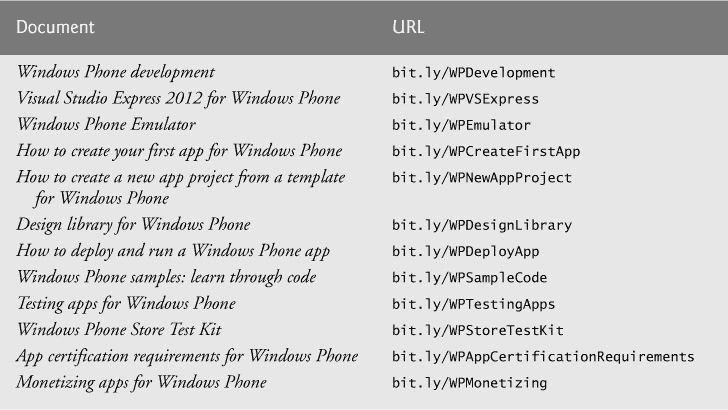 Document URL
Windows Phone development bit.ly/WPDevelopment
Visual Studio Express 2012 for Windows Phone bit.ly/WPVSExpress
Windows Phone Emulator bit.ly/WPEmulator
How to create your first app for Windows Phone bit.ly/WPCreateFirstApp
How to create a new app project from a template bit.ly/WPNewAppProject
for Windows Phone
Design library for Windows Phone bit.ly/WPDesignLibrary
How to deploy and run a Windows Phone app bit.ly/WPDeployApp
Windows Phone samples: learn through code bit.ly/WPSampleCode
Testing apps for Windows Phone bit.ly/WPTestingApps
Windows Phone Store Test Kit bit.ly/WPStoreTestKit
App certification requirements for Windows Phone bit.ly/WPAppCertificationRequirements
Monetizing apps for Windows Phone bit.ly/WPMonetizing